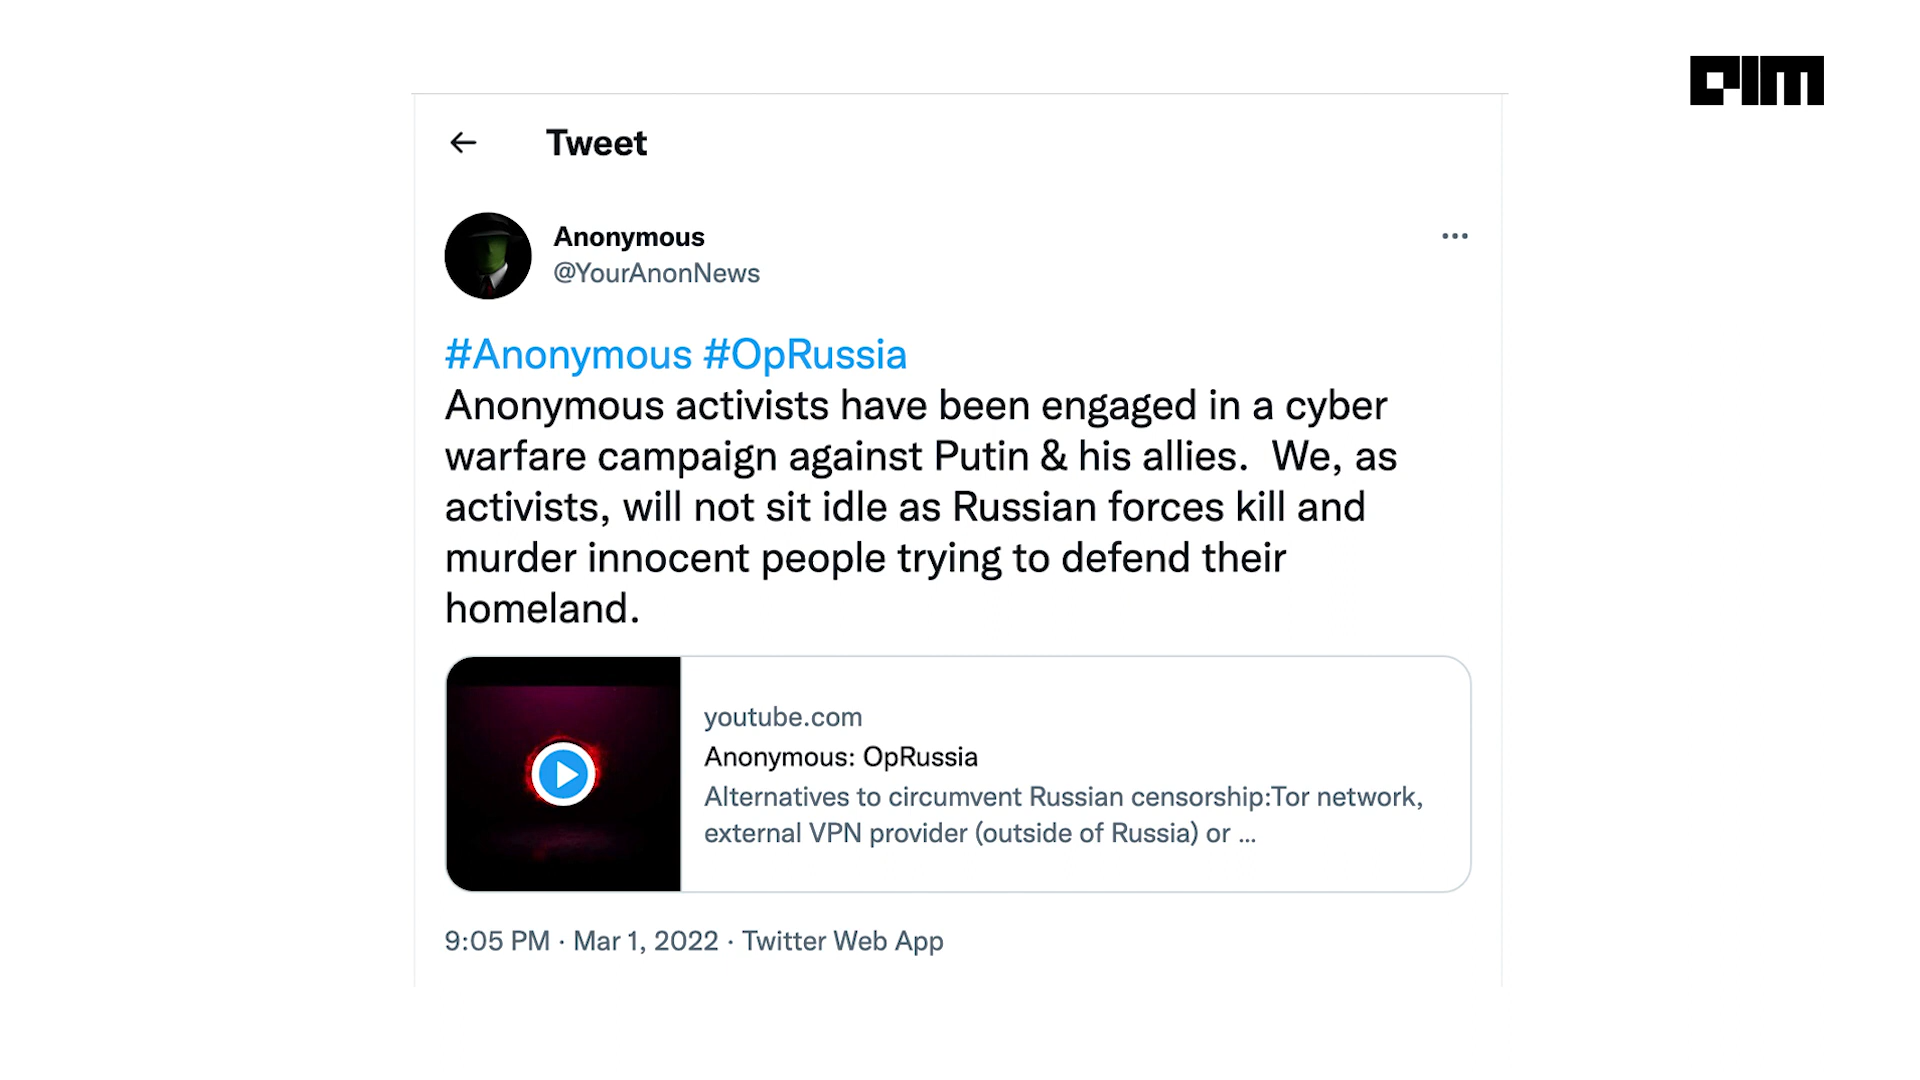 AIM
Tweet
Anonymous
@YourAnonNews
#Anonymous #OpRussia
Anonymous activists have been engaged in a cyber
warfare campaign against Putin & his allies.  We, as
activists, will not sit idle as Russian forces kill and
murder innocent people trying to defend their
homeland.
youtube.com
Anonymous: OpRussia
Alternatives to circumvent Russian censorship:Tor network,
external VPN provider (outside of Russia) or ...
9:05 PM · Mar 1, 2022 · Twitter Web App